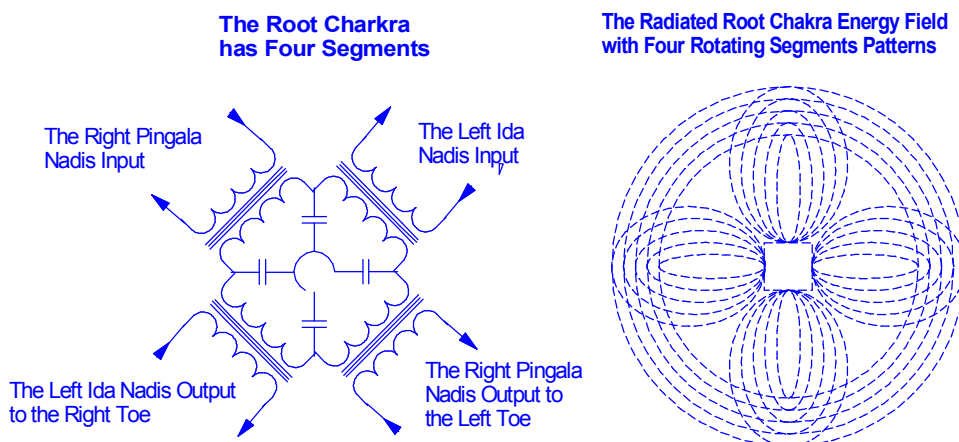 The Root Charkra
has Four Segments
The Radiated Root Chakra Energy Field
with Four Rotating Segments Patterns
The Right Pingala
Nadis Input
The Left Ida
Nadis Input
The Left Ida Nadis Output
to the Right Toe
The Right Pingala
Nadis Output to
the Left Toe